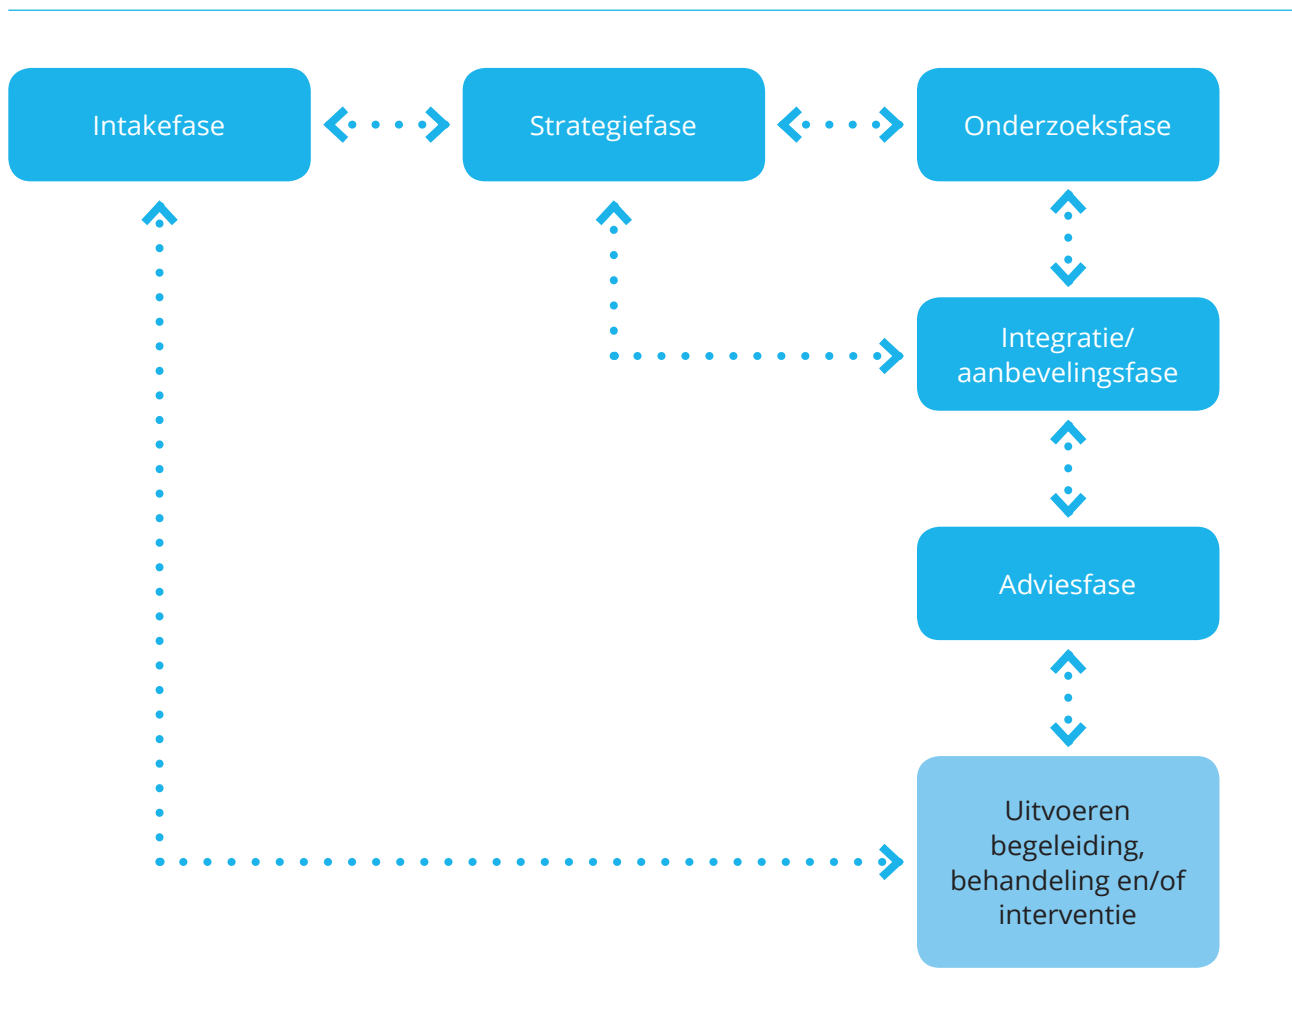 Intakefase
Strategiefase
Onderzoeksfase
Integratie/
aanbevelingsfase
Adviesfase
Uitvoeren
begeleiding,
behandeling en/of
interventie